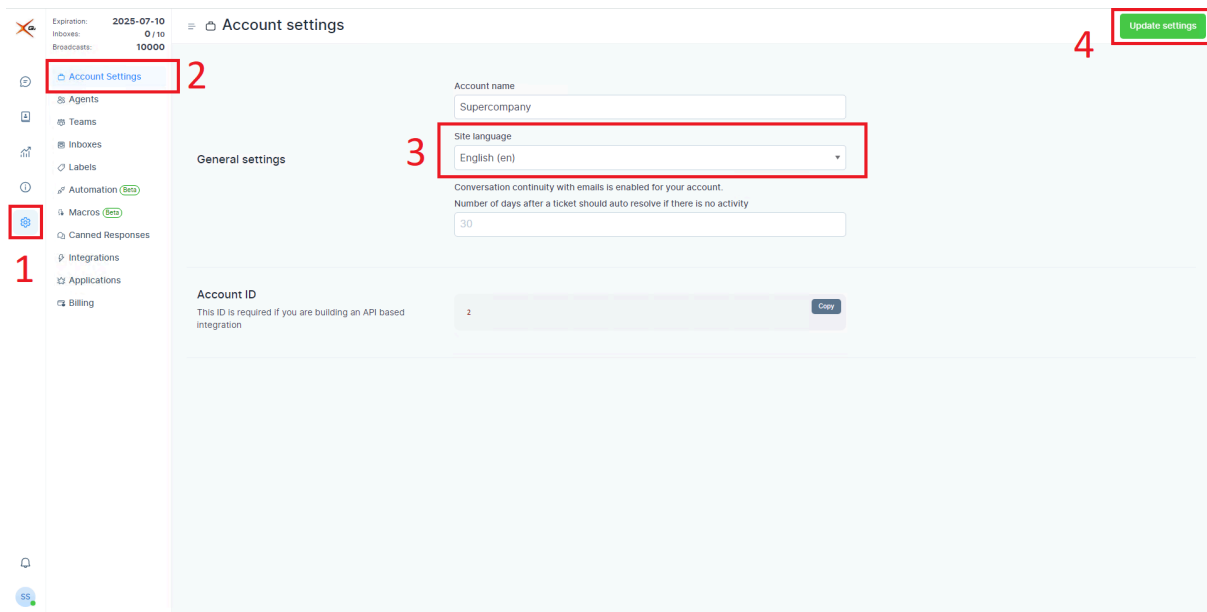 Expiration: 2025-07-10
Inboxes: 0 / 10
Broadcasts: 10000
Account settings
Update settings
4
Account Settings
2
Agents
Teams
Inboxes
Labels
Automation Beta
Macros Beta
Canned Responses
Integrations
Applications
Billing
1
General settings
Account name
Supercompany
3
Site language
English (en)
Conversation continuity with emails is enabled for your account.
Number of days after a ticket should auto resolve if there is no activity
30
Account ID
This ID is required if you are building an API based
integration
2
Copy
SS